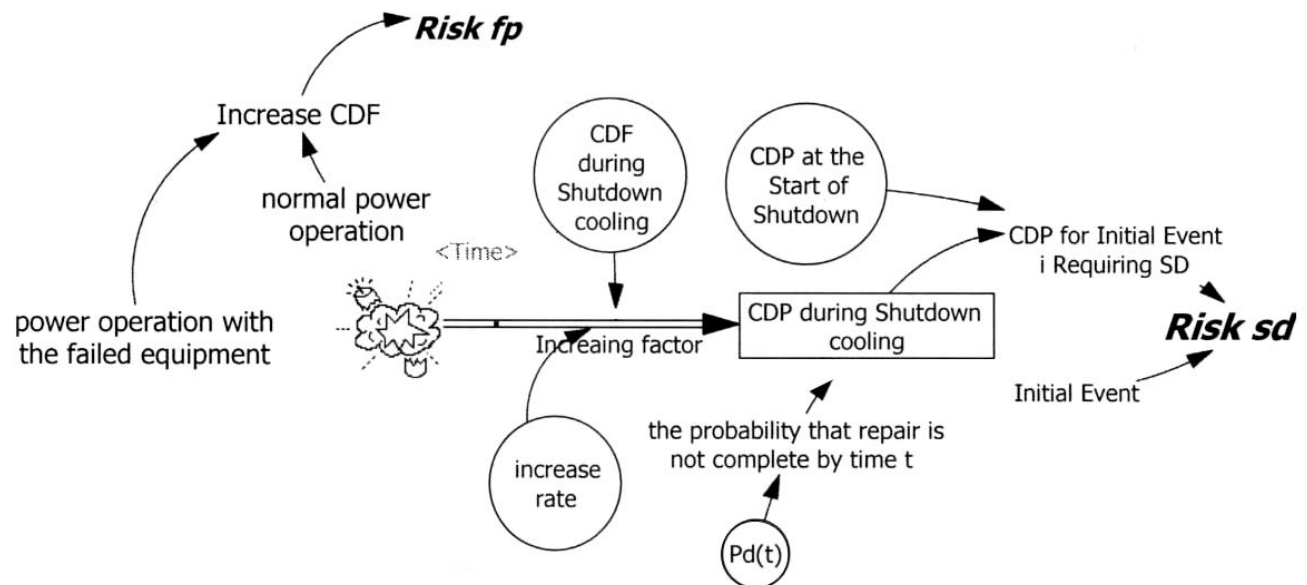 Risk fp
Increase CDF
normal power
operation
<Time>
power operation with
the failed equipment
CDF
during
Shutdown
cooling
CDP at the
Start of
Shutdown
CDP for Initial Event
i Requiring SD
Increaing factor
CDP during Shutdown
cooling
Risk sd
Initial Event
increase
rate
the probability that repair is
not complete by time t
Pd(t)